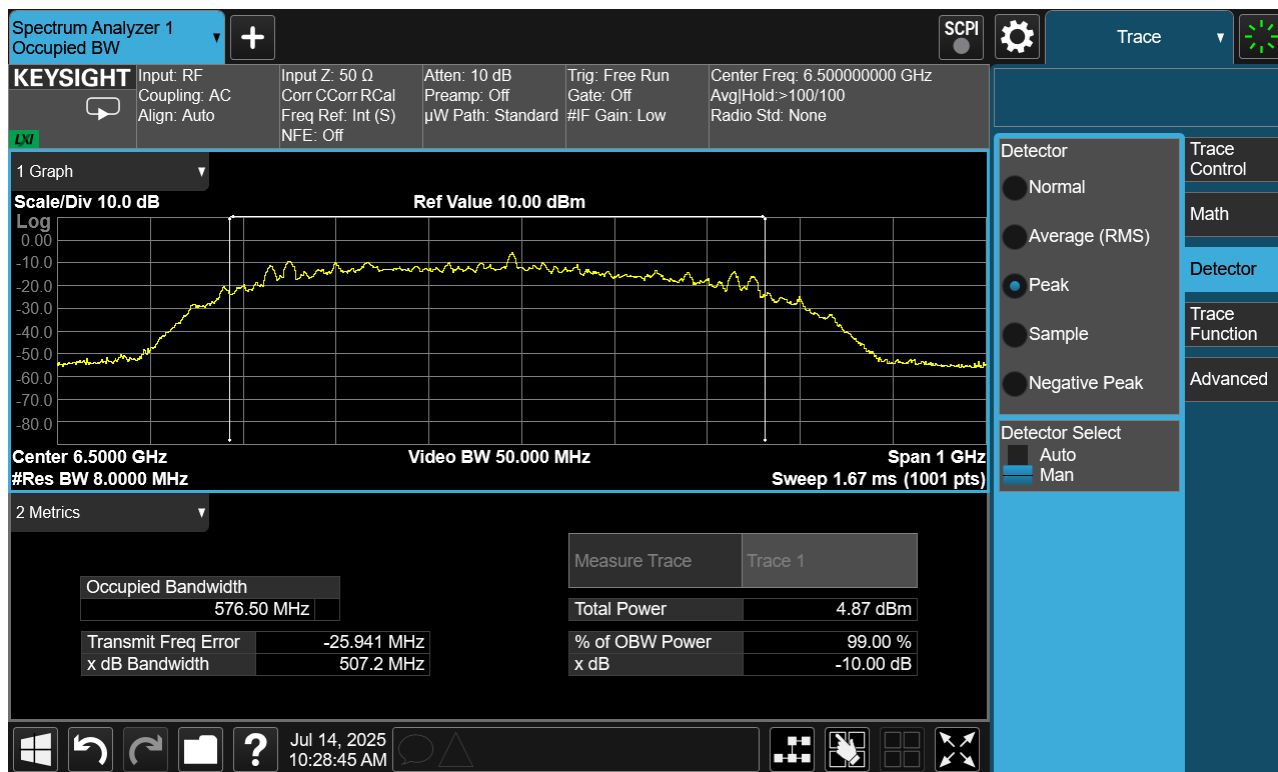 Spectrum Analyzer 1
Occupied BW
SCPI
Trace
KEYSIGHT
Input: RF
Coupling: AC
Align: Auto
Input Z: 50 Ω
Corr CCorr RCal
Freq Ref: Int (S)
NFE: Off
Atten: 10 dB
Preamp: Off
µW Path: Standard
Trig: Free Run
Gate: Off
#IF Gain: Low
Center Freq: 6.500000000 GHz
Avg|Hold:>100/100
Radio Std: None
LXI
1 Graph
Scale/Div 10.0 dB
Ref Value 10.00 dBm
Log
0.00
-10.0
-20.0
-30.0
-40.0
-50.0
-60.0
-70.0
-80.0
Center 6.5000 GHz
Video BW 50.000 MHz
Span 1 GHz
#Res BW 8.0000 MHz
Sweep 1.67 ms (1001 pts)
2 Metrics
Measure Trace
Trace 1
Occupied Bandwidth
576.50 MHz
Total Power
4.87 dBm
Transmit Freq Error
-25.941 MHz
% of OBW Power
99.00 %
x dB Bandwidth
507.2 MHz
x dB
-10.00 dB
Detector
Normal
Average (RMS)
Peak
Sample
Negative Peak
Detector Select
Auto
Man
Trace
Control
Math
Detector
Trace
Function
Advanced
?
Jul 14, 2025
10:28:45 AM